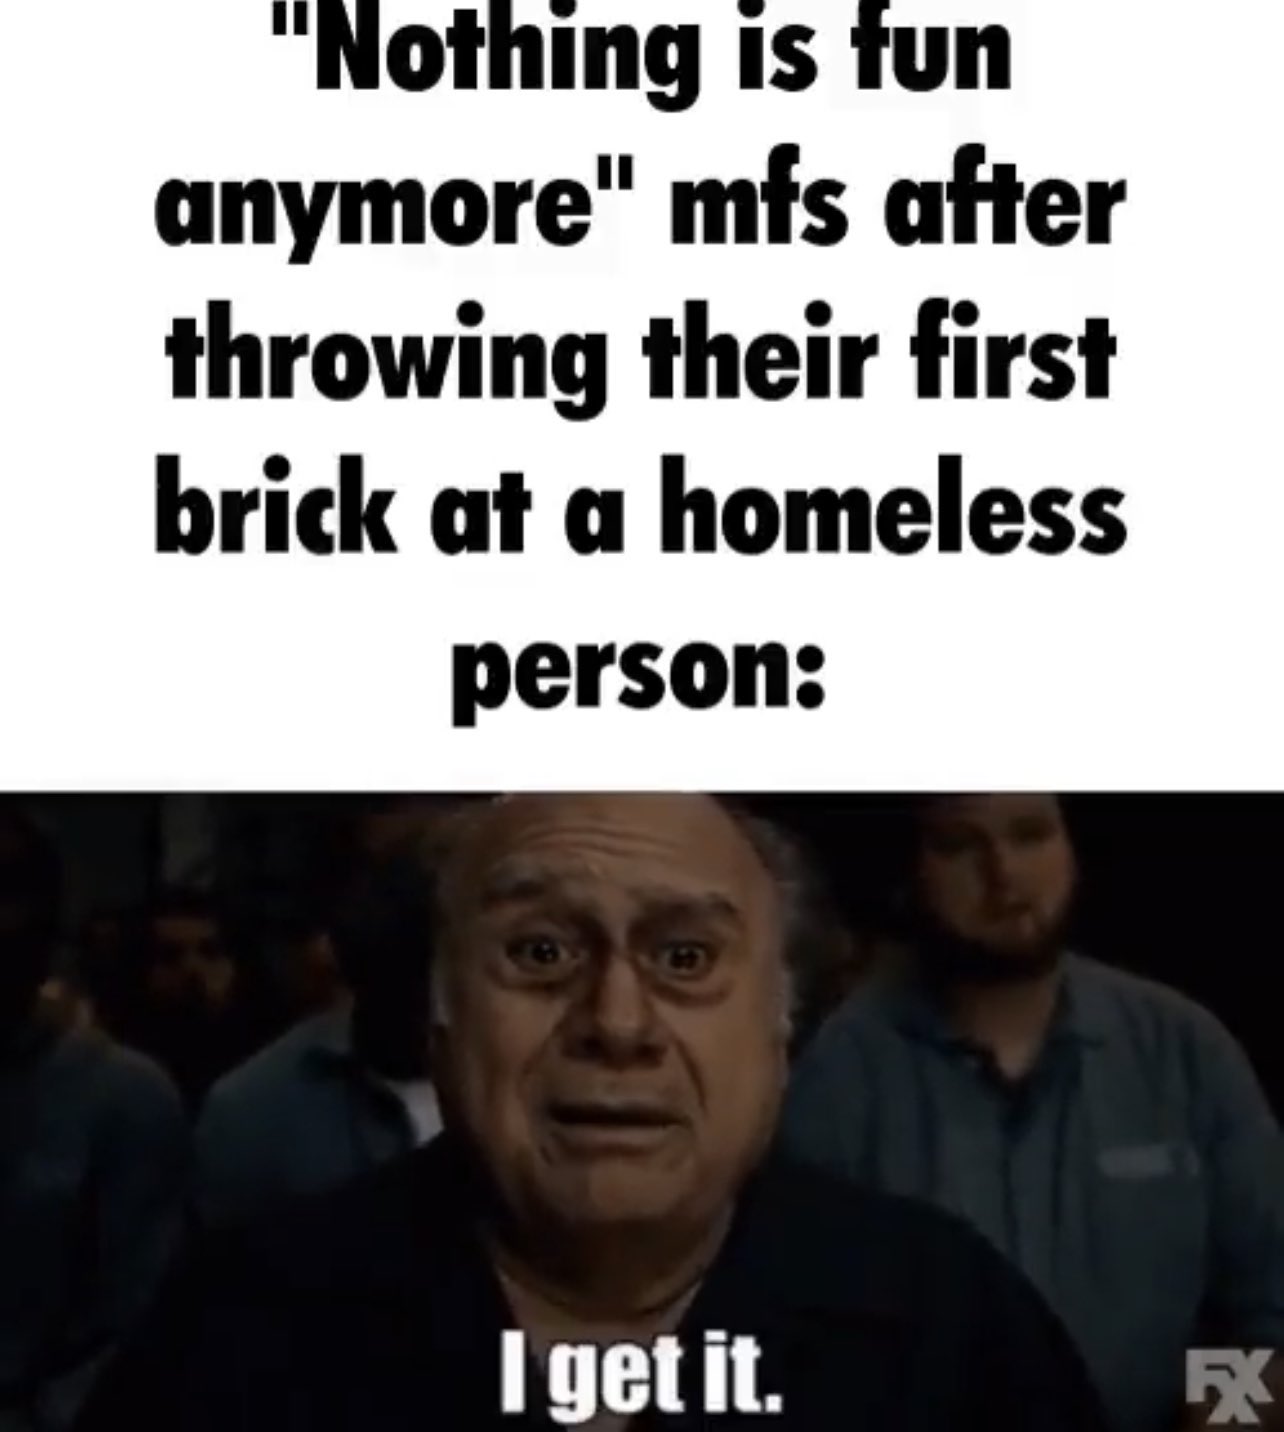 "Nothing is fun
anymore" mfs after
throwing their first
brick at a homeless
person:
I get it.
FX